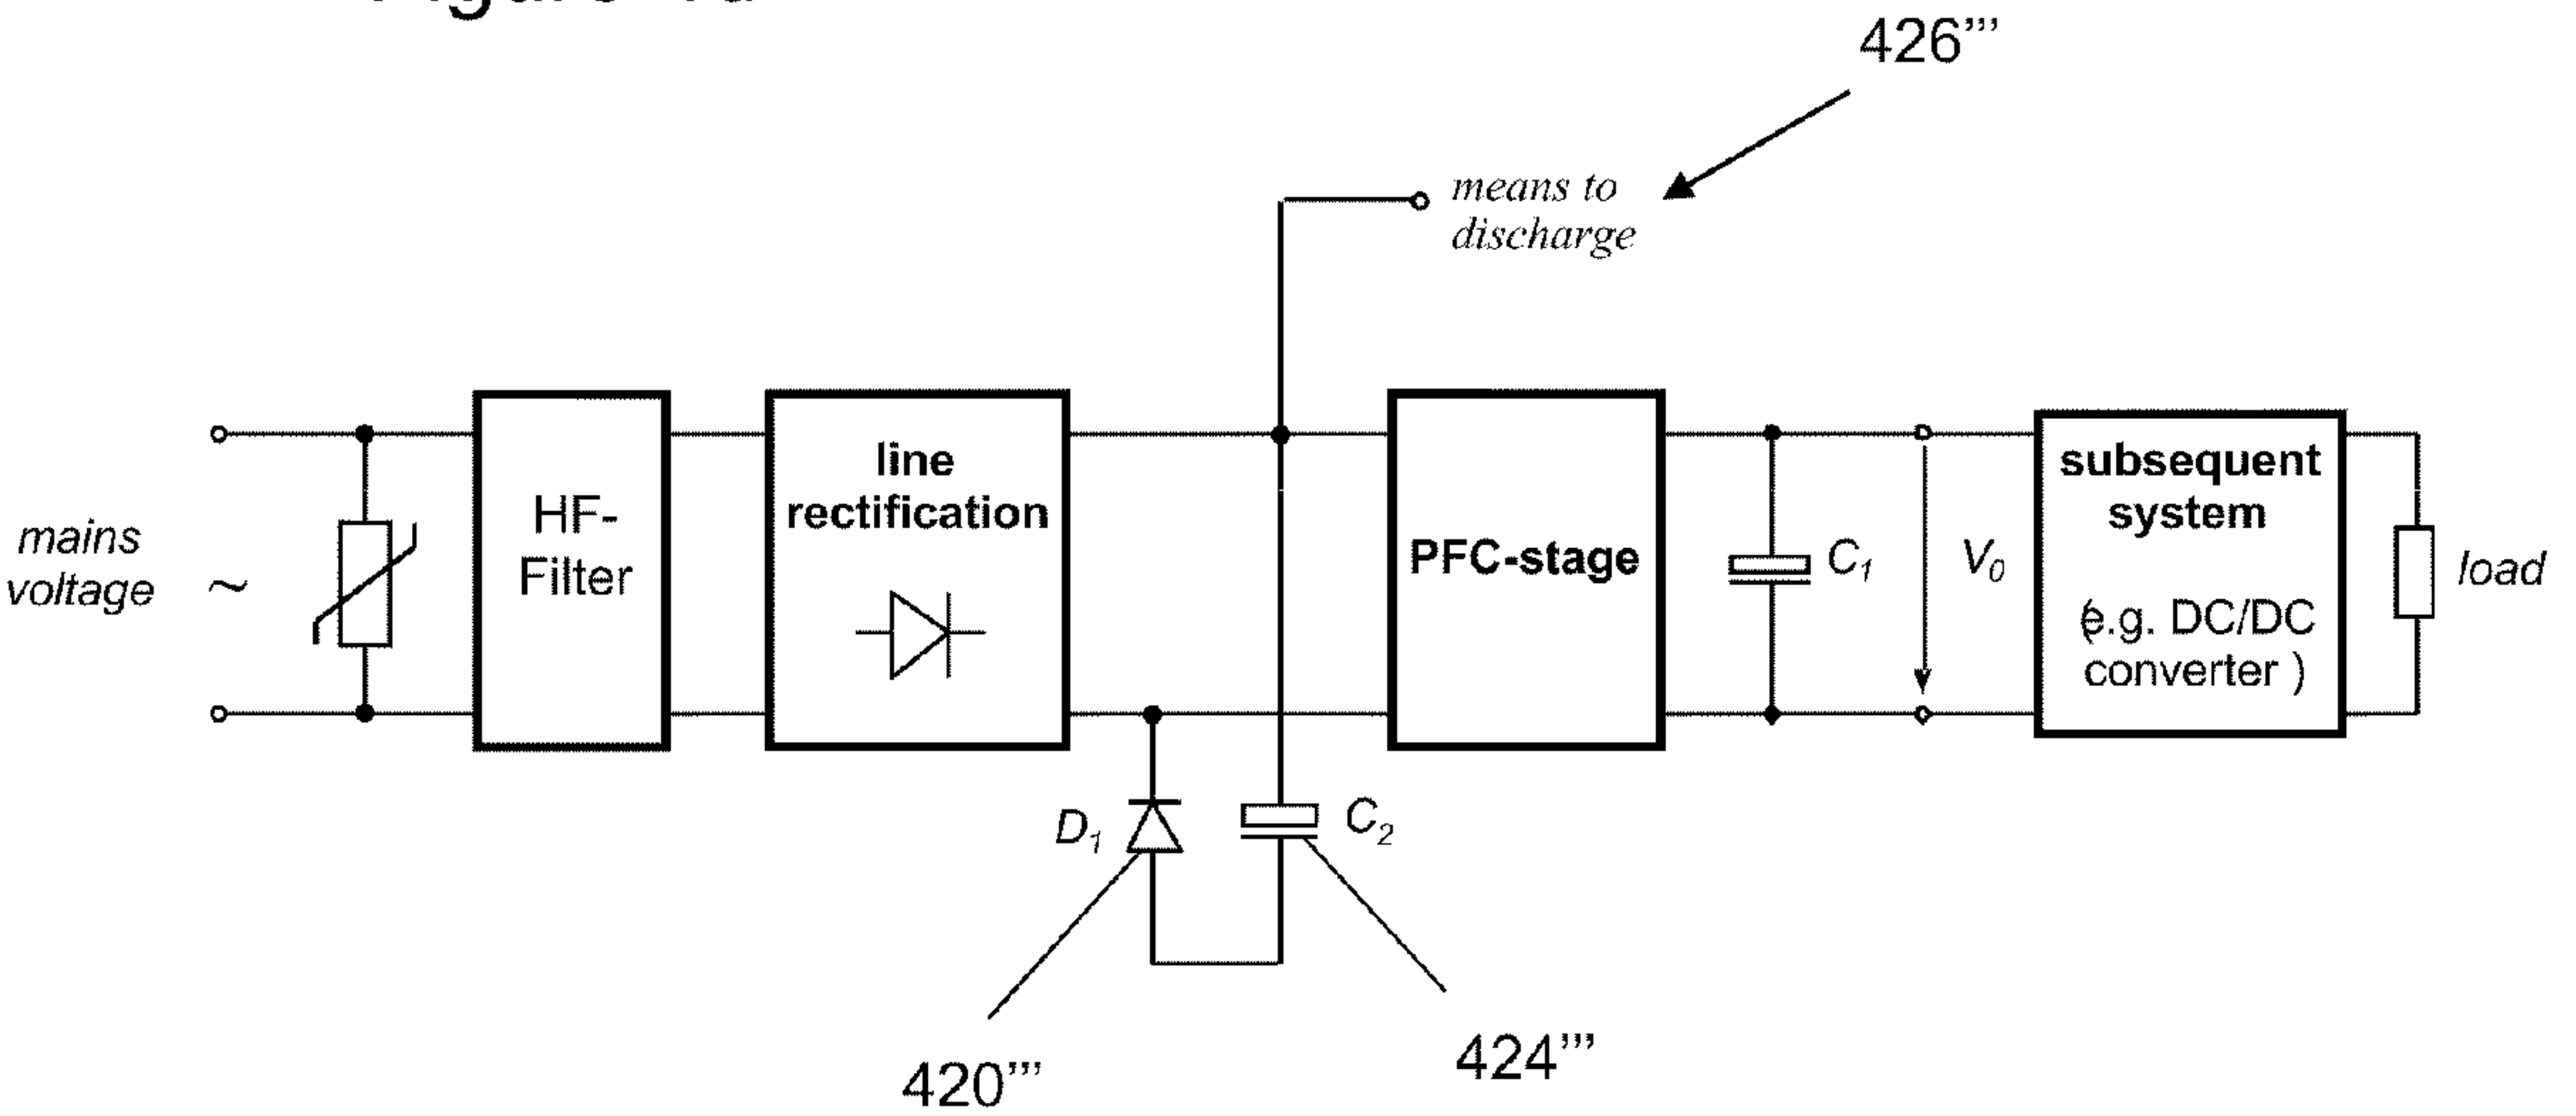 426’’’
means to
discharge
mains
voltage
~
HF-
Filter
line
rectification
PFC-stage
C1
V0
subsequent
system
(e.g. DC/DC
converter )
load
D1
C2
420’’’
424’’’